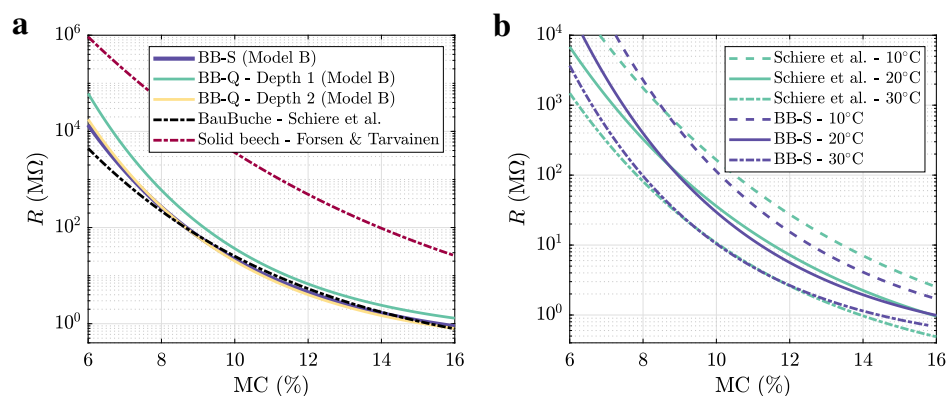 a
10^6
10^4
10^2
10^0
R (MΩ)
6 8 10 12 14 16
MC (%)
BB-S (Model B)
BB-Q - Depth 1 (Model B)
BB-Q - Depth 2 (Model B)
BauBuche - Schiere et al.
Solid beech - Forsen & Tarvainen
b
10^4
10^3
10^2
10^1
10^0
R (MΩ)
6 8 10 12 14 16
MC (%)
Schiere et al. - 10°C
Schiere et al. - 20°C
Schiere et al. - 30°C
BB-S - 10°C
BB-S - 20°C
BB-S - 30°C